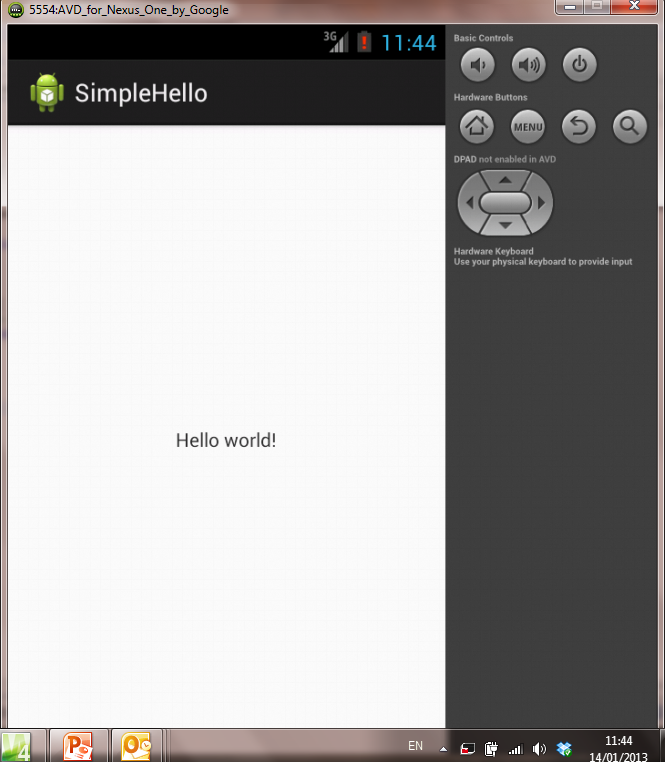 5554:AVD_for_Nexus_One_by_Google
3G 11:44
SimpleHello
Hello world!
Basic Controls
Hardware Buttons
MENU
DPAD not enabled in AVD
Hardware Keyboard
Use your physical keyboard to provide input
4
P
O
EN
11:44
14/01/2013